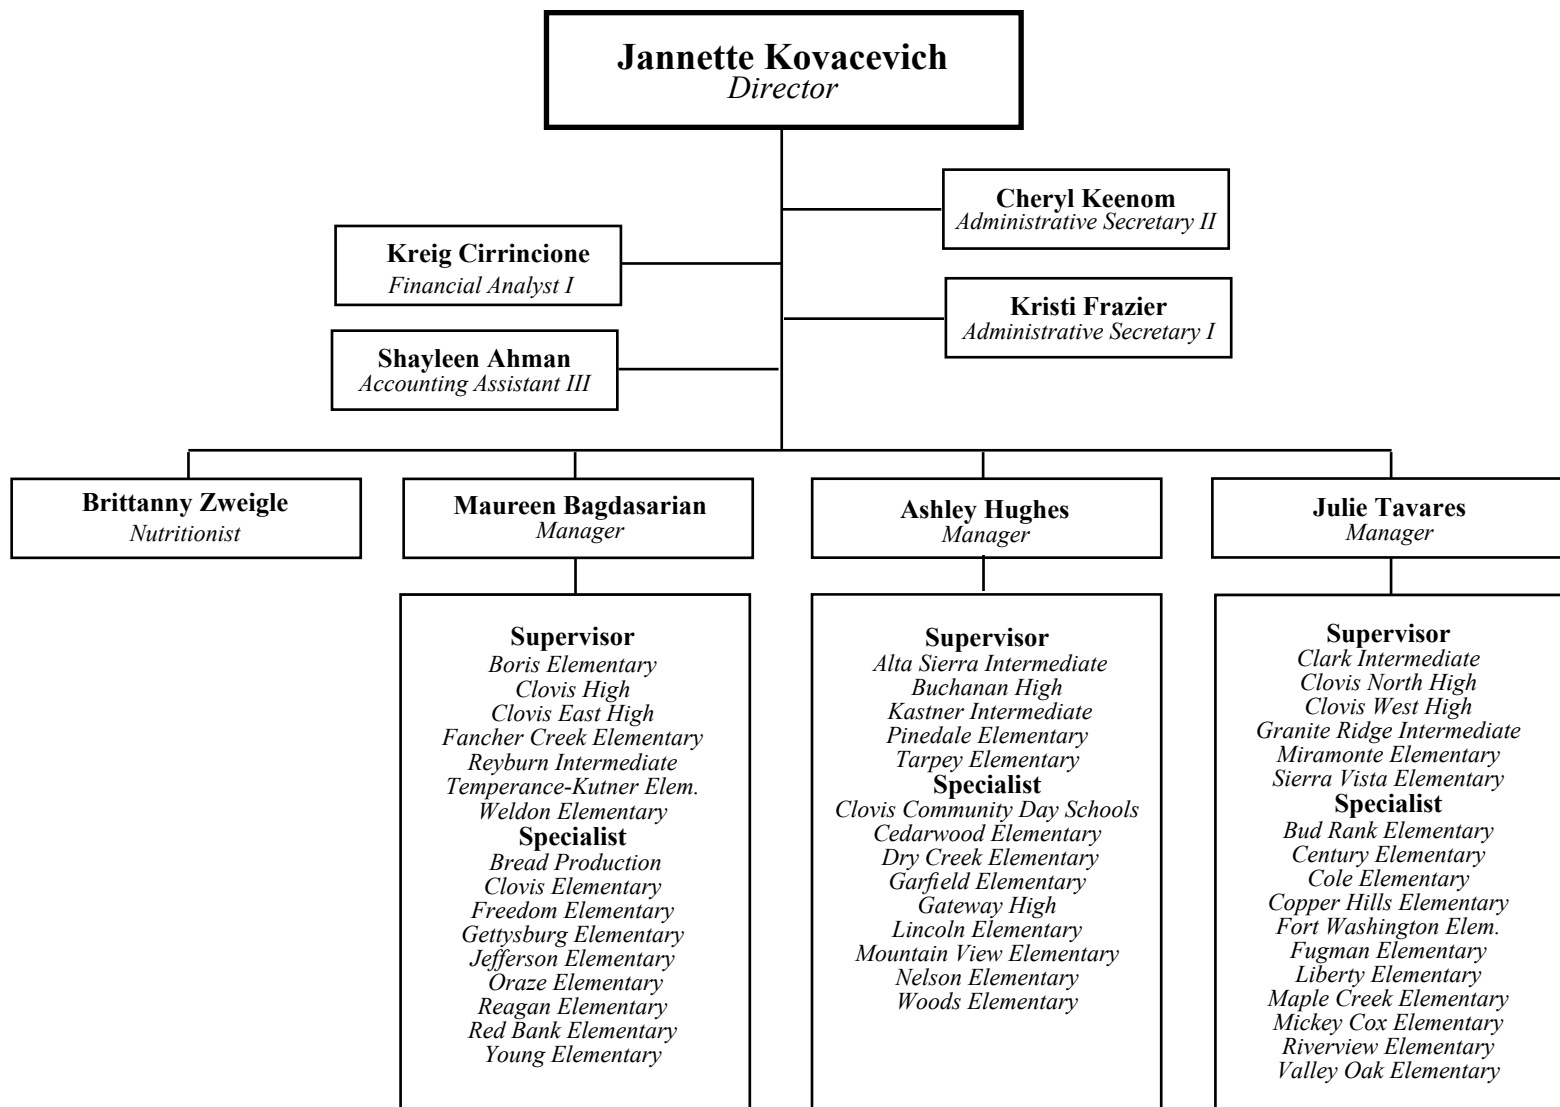 Jannette Kovacevich
Director
Cheryl Keenom
Administrative Secretary II
Kreig Cirrincione
Financial Analyst I
Kristi Frazier
Administrative Secretary I
Shayleen Ahman
Accounting Assistant III
Brittanny Zweigle
Nutritionist
Maureen Bagdasarian
Manager
Ashley Hughes
Manager
Julie Tavares
Manager
Supervisor
Boris Elementary
Clovis High
Clovis East High
Fancher Creek Elementary
Reyburn Intermediate
Temperance-Kutner Elem.
Weldon Elementary
Specialist
Bread Production
Clovis Elementary
Freedom Elementary
Gettysburg Elementary
Jefferson Elementary
Oraze Elementary
Reagan Elementary
Red Bank Elementary
Young Elementary
Supervisor
Alta Sierra Intermediate
Buchanan High
Kastner Intermediate
Pinedale Elementary
Tarpey Elementary
Specialist
Clovis Community Day Schools
Cedarwood Elementary
Dry Creek Elementary
Garfield Elementary
Gateway High
Lincoln Elementary
Mountain View Elementary
Nelson Elementary
Woods Elementary
Supervisor
Clark Intermediate
Clovis North High
Clovis West High
Granite Ridge Intermediate
Miramonte Elementary
Sierra Vista Elementary
Specialist
Bud Rank Elementary
Century Elementary
Cole Elementary
Copper Hills Elementary
Fort Washington Elem.
Fugman Elementary
Liberty Elementary
Maple Creek Elementary
Mickey Cox Elementary
Riverview Elementary
Valley Oak Elementary